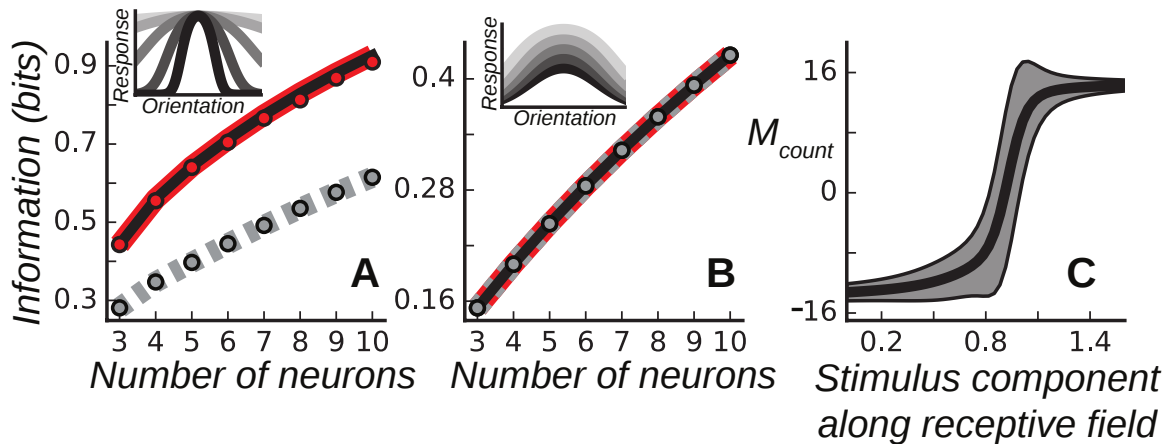 Information (bits)
0.9
0.7
0.5
0.3
Response
Orientation
A
3 4 5 6 7 8 9 10
Number of neurons
0.4
0.28
0.16
Response
Orientation
B
3 4 5 6 7 8 9 10
Number of neurons
M_count
16
0
-16
C
0.2 0.8 1.4
Stimulus component
along receptive field